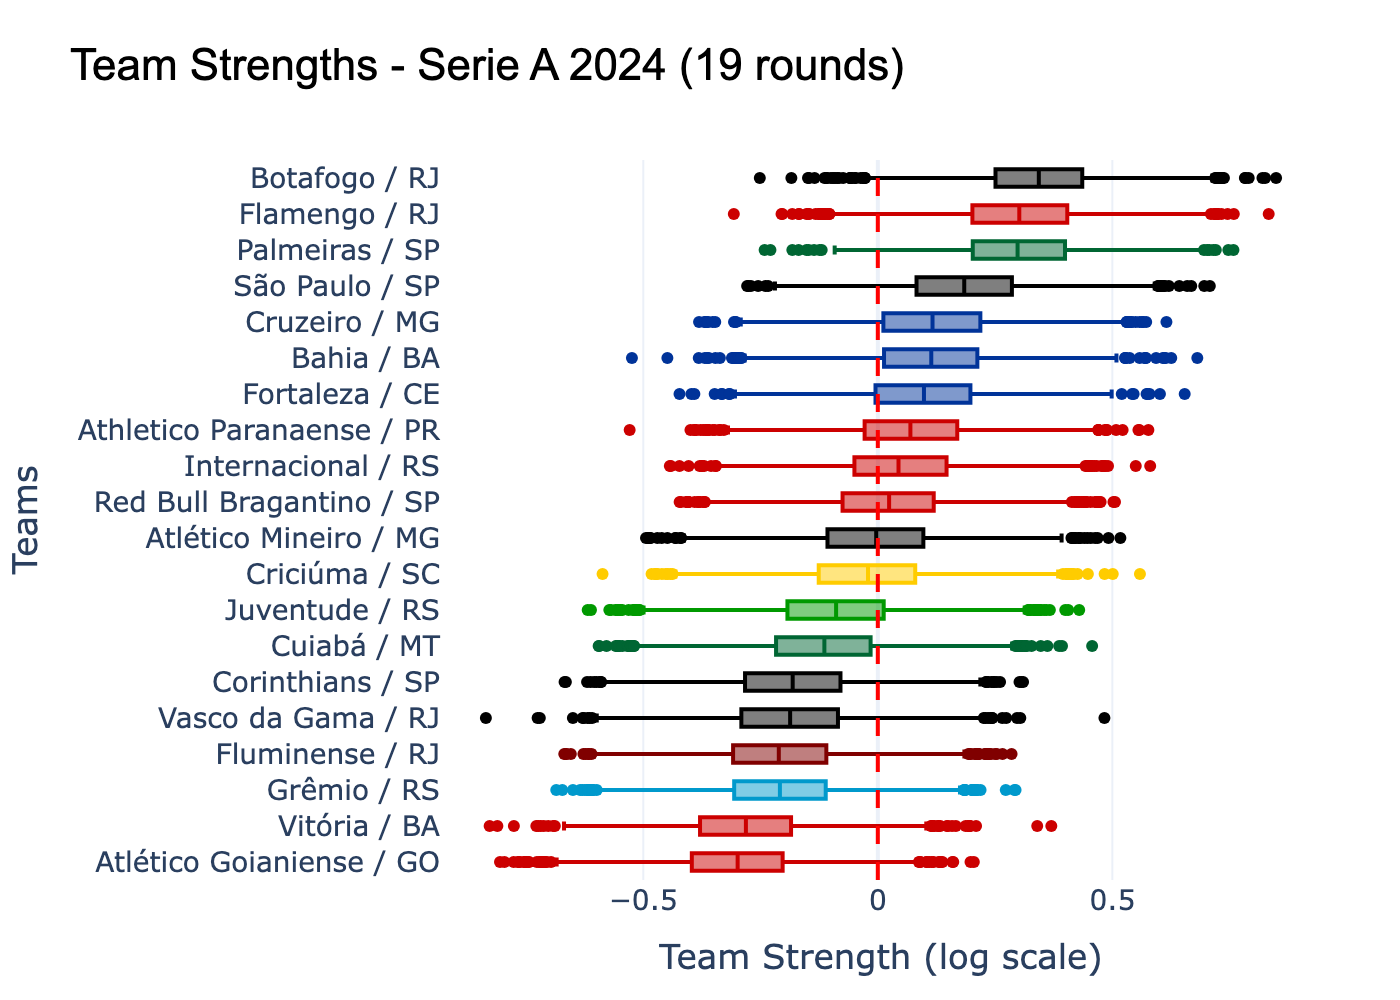 Team Strengths - Serie A 2024 (19 rounds)
Botafogo / RJ
Flamengo / RJ
Palmeiras / SP
São Paulo / SP
Cruzeiro / MG
Bahia / BA
Fortaleza / CE
Athletico Paranaense / PR
Internacional / RS
Red Bull Bragantino / SP
Atlético Mineiro / MG
Criciúma / SC
Juventude / RS
Cuiabá / MT
Corinthians / SP
Vasco da Gama / RJ
Fluminense / RJ
Grêmio / RS
Vitória / BA
Atlético Goianiense / GO
Teams
−0.5 0 0.5
Team Strength (log scale)